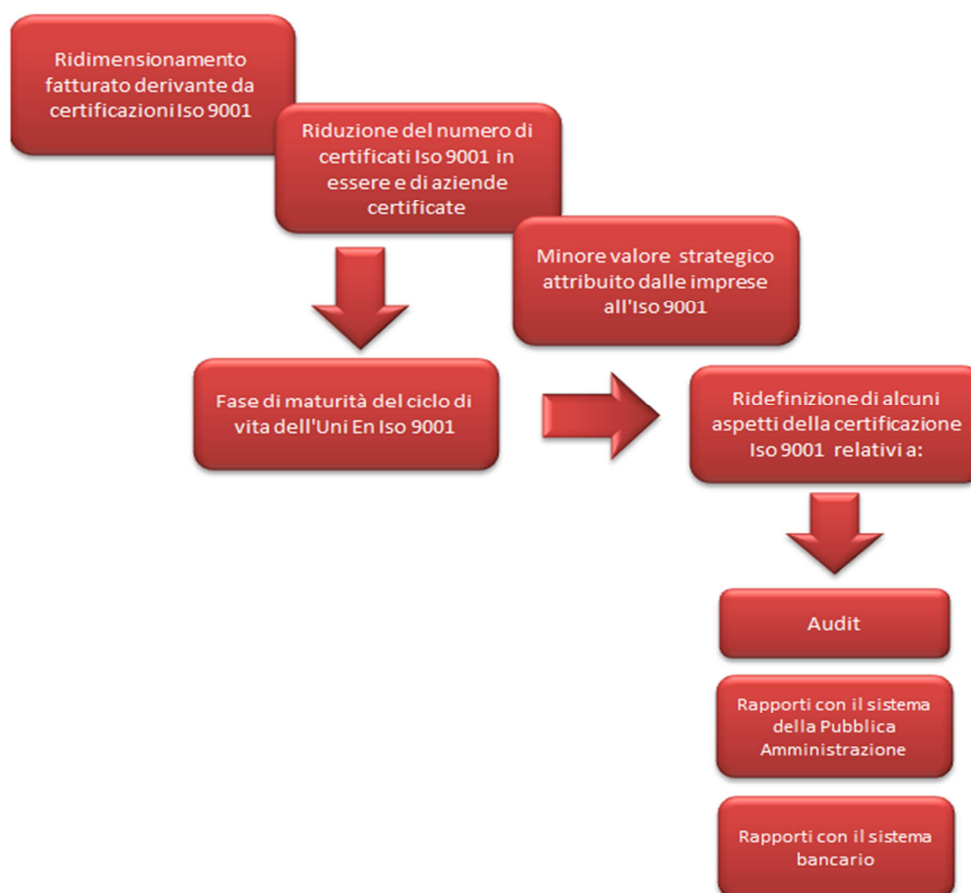 Ridimensionamento
fatturato derivante da
certificazioni Iso 9001
Riduzione del numero di
certificati Iso 9001 in
essere e di aziende
certificate
Minore valore strategico
attribuito dalle imprese
all'Iso 9001
Fase di maturità del ciclo di
vita dell'Uni En Iso 9001
Ridefinizione di alcuni
aspetti della certificazione
Iso 9001 relativi a:
Audit
Rapporti con il sistema
della Pubblica
Amministrazione
Rapporti con il sistema
bancario